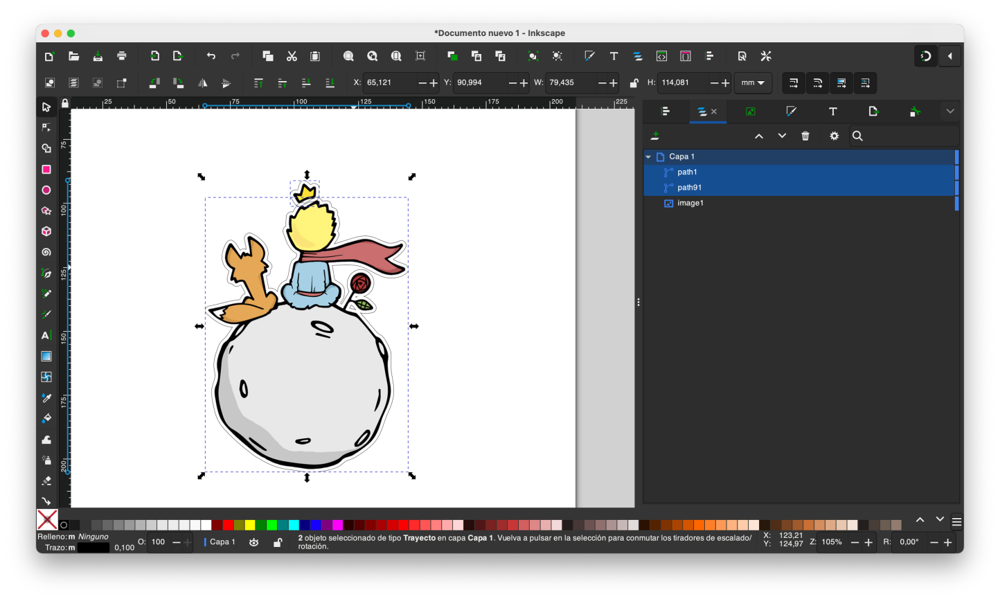 *Documento nuevo 1 - Inkscape
X: 65,121 Y: 90,994 W: 79,435 H: 114,081 mm
25 50 75 100 125 150 175 200 225
75
100
125
150
175
200
Capa 1
path1
path91
image1
Relleno: m Ninguno
Trazo: m 0,100
O: 100
Capa 1
2 objeto seleccionado de tipo Trayecto en capa Capa 1. Vuelva a pulsar en la selección para conmutar los tiradores de escalado/
rotación.
X: 123,21
Y: 124,97
Z: 105%
R: 0,00°